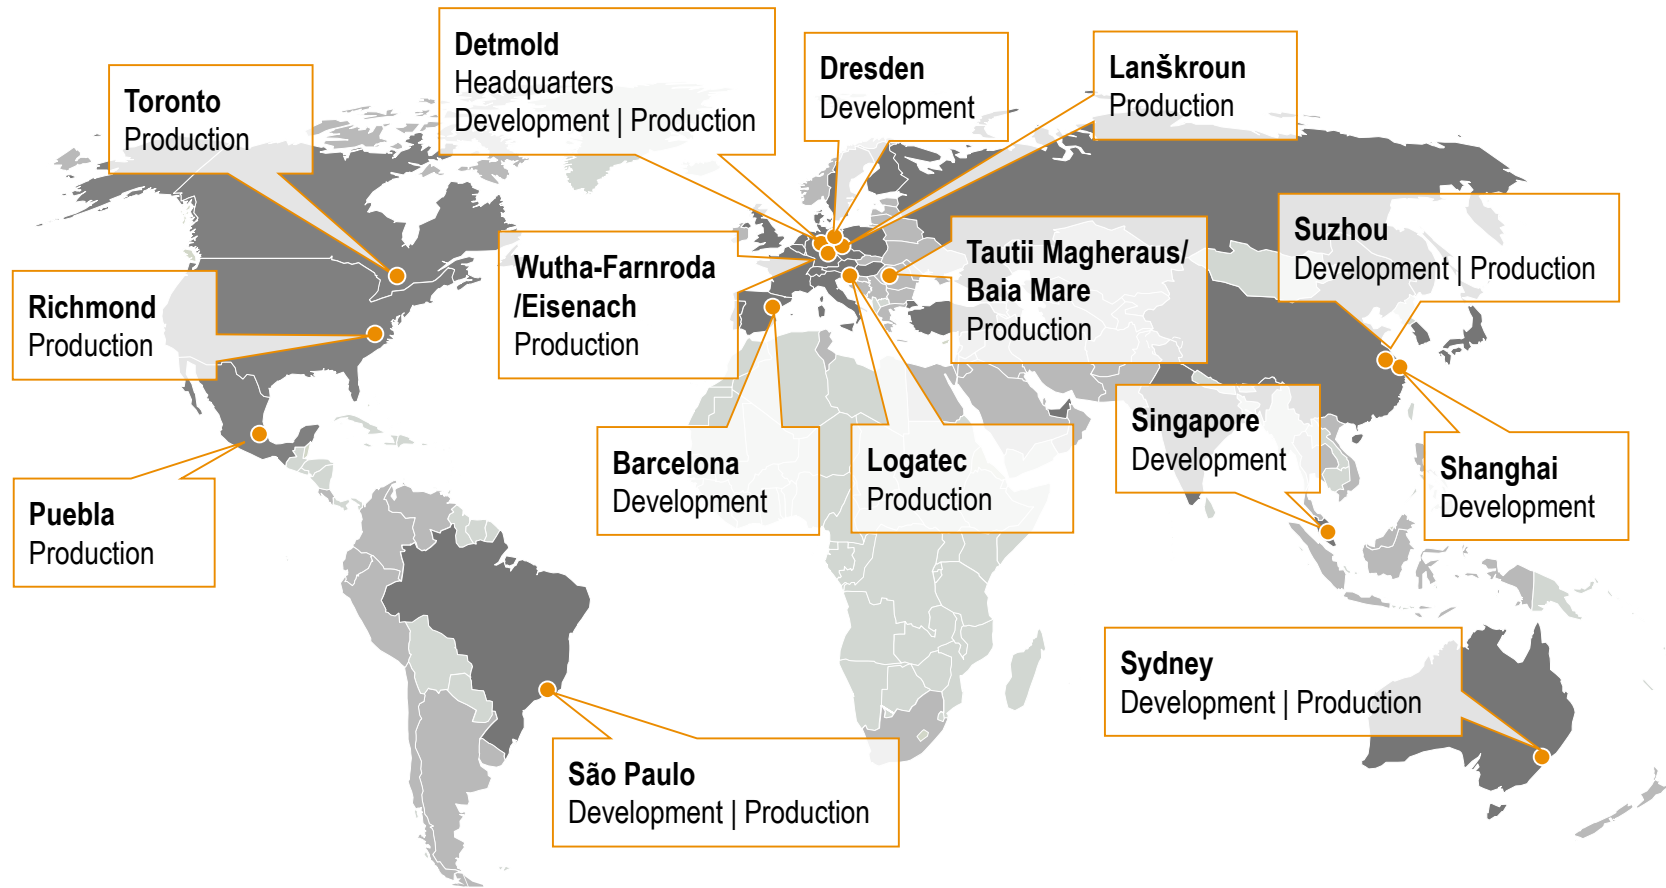 Detmold
Headquarters
Development | Production
Dresden
Development
Lanškroun
Production
Toronto
Production
Suzhou
Development | Production
Tautii Magheraus/
Baia Mare
Production
Wutha-Farnroda
/Eisenach
Production
Richmond
Production
Singapore
Development
Barcelona
Development
Logatec
Production
Shanghai
Development
Puebla
Production
Sydney
Development | Production
São Paulo
Development | Production